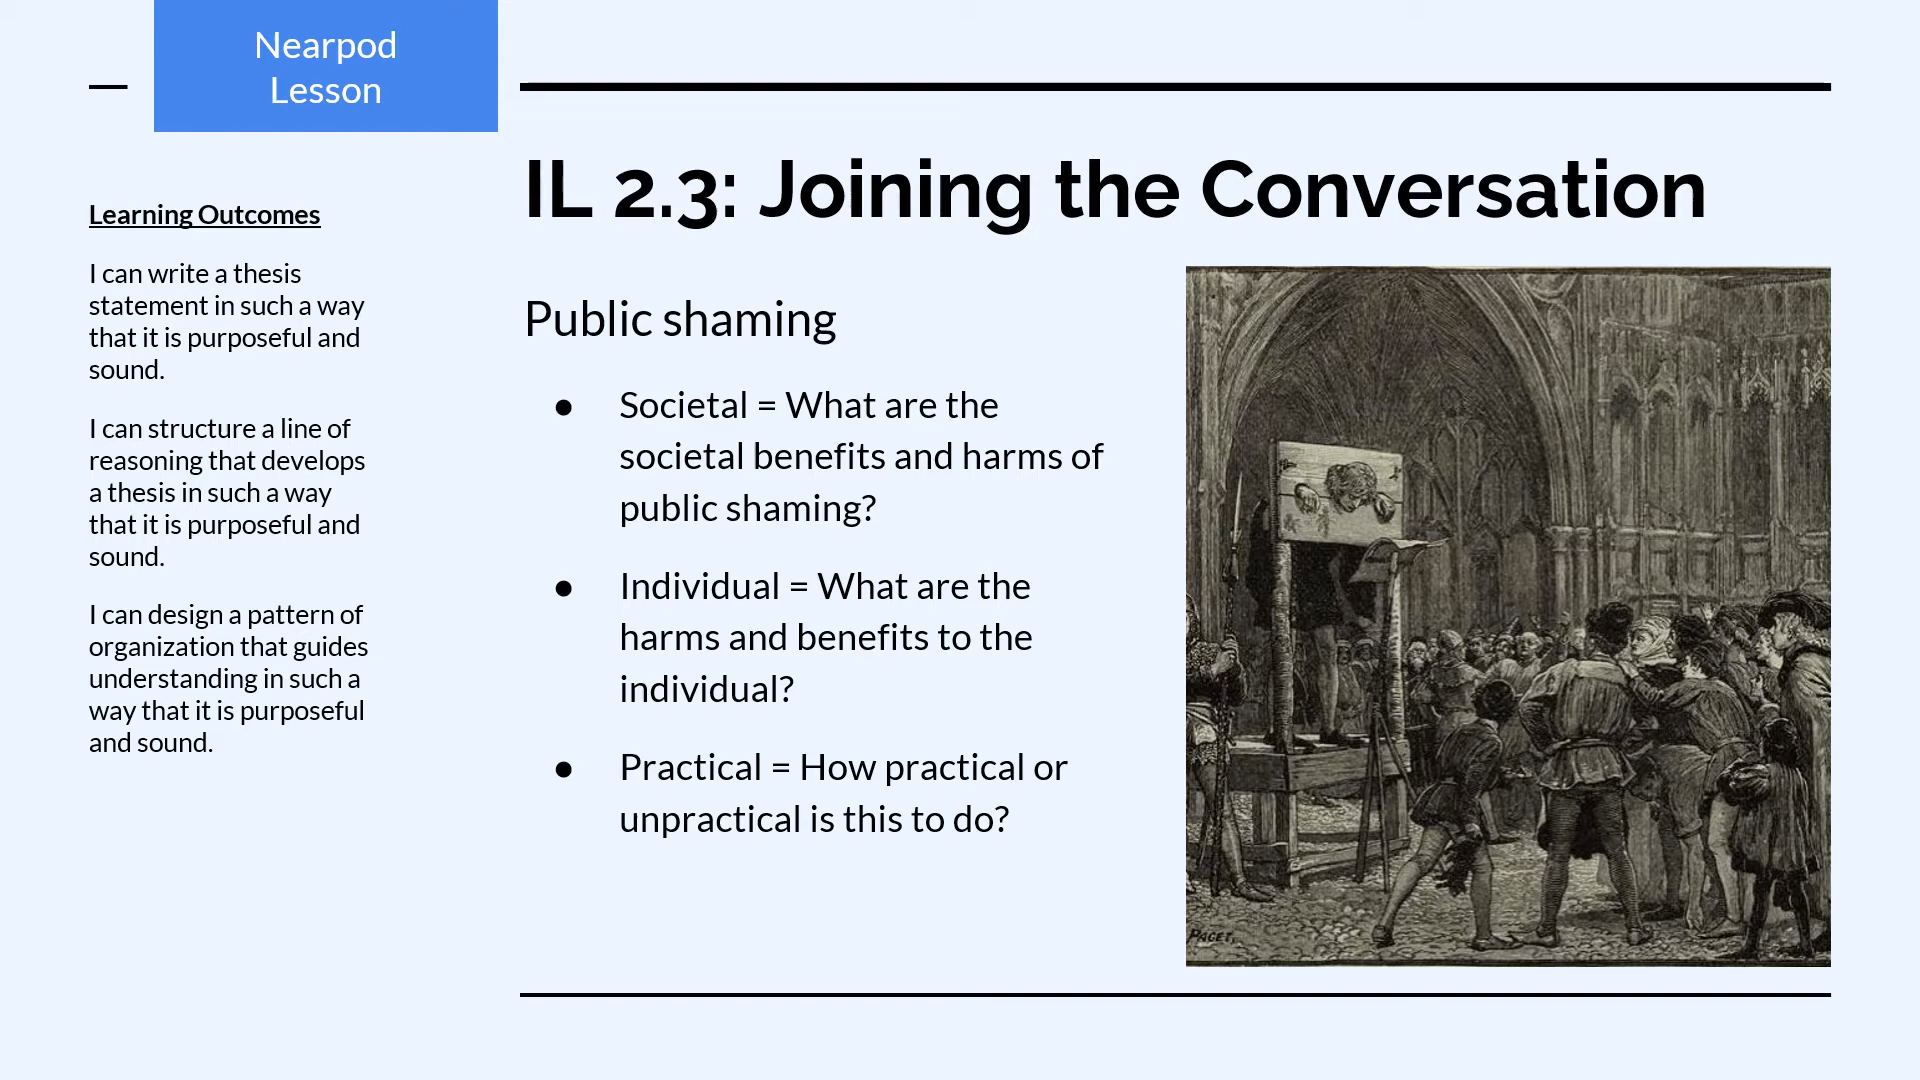 Nearpod
Lesson
IL 2.3: Joining the Conversation
Learning Outcomes
I can write a thesis
statement in such a way
that it is purposeful and
sound.
I can structure a line of
reasoning that develops
a thesis in such a way
that it is purposeful and
sound.
I can design a pattern of
organization that guides
understanding in such a
way that it is purposeful
and sound.
Public shaming
● Societal = What are the
societal benefits and harms of
public shaming?
● Individual = What are the
harms and benefits to the
individual?
● Practical = How practical or
unpractical is this to do?
PAGET,